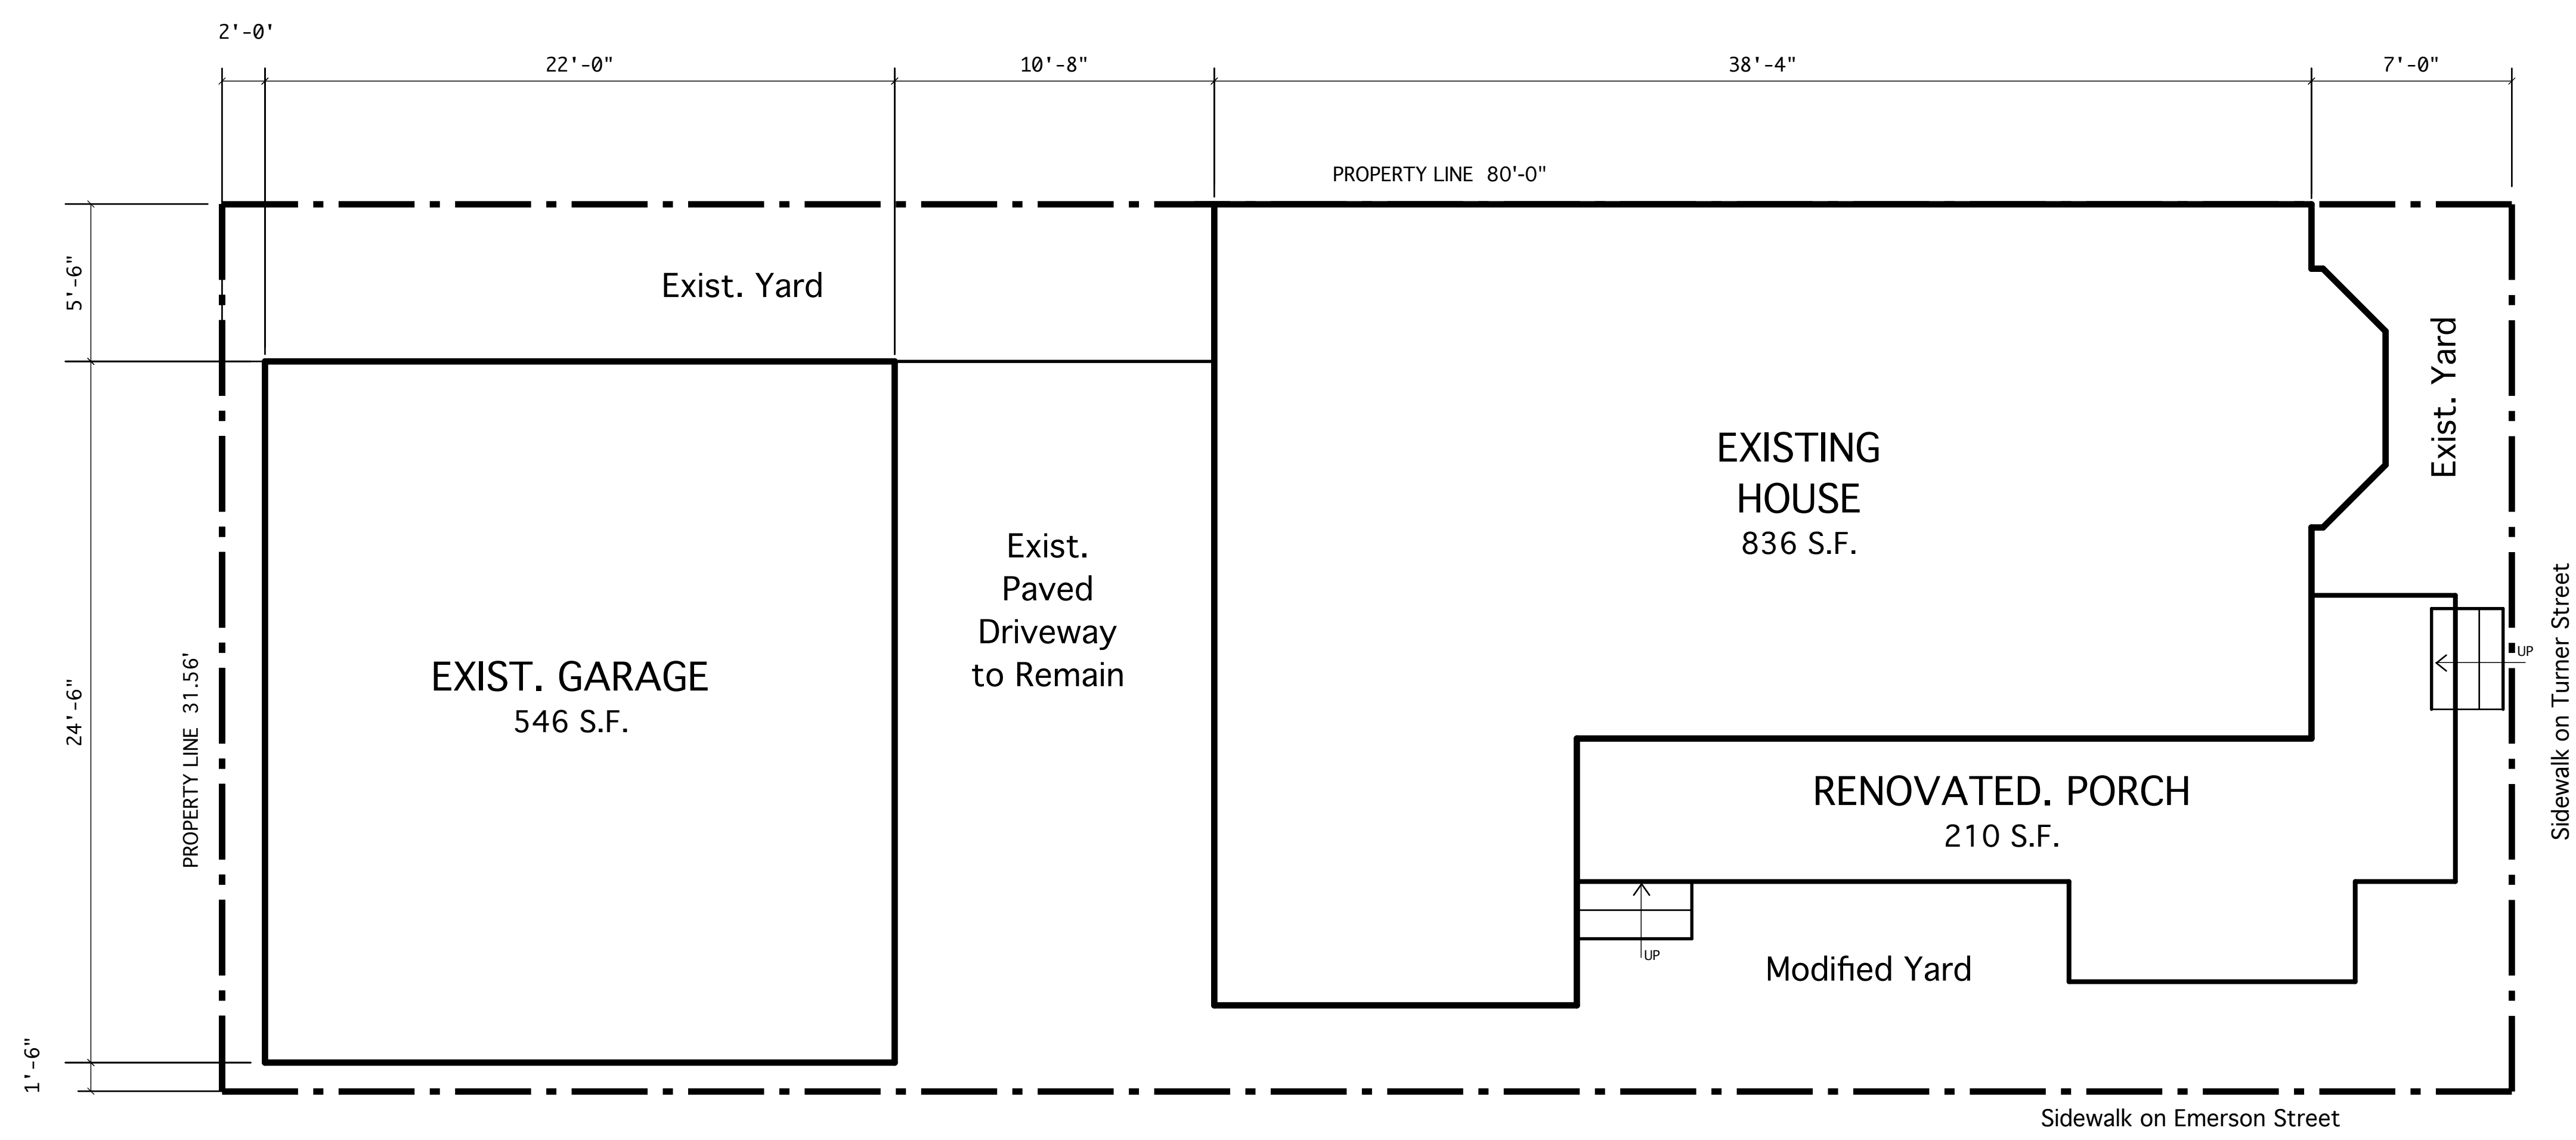 2'-0'
22'-0"
10'-8"
38'-4"
7'-0"
PROPERTY LINE 80'-0"
5'-6"
Exist. Yard
Exist. Yard
EXISTING
HOUSE
836 S.F.
Exist.
Paved
Driveway
to Remain
24'-6"
PROPERTY LINE 31.56'
EXIST. GARAGE
546 S.F.
UP
Sidewalk on Turner Street
RENOVATED. PORCH
210 S.F.
UP
Modified Yard
1'-6"
Sidewalk on Emerson Street